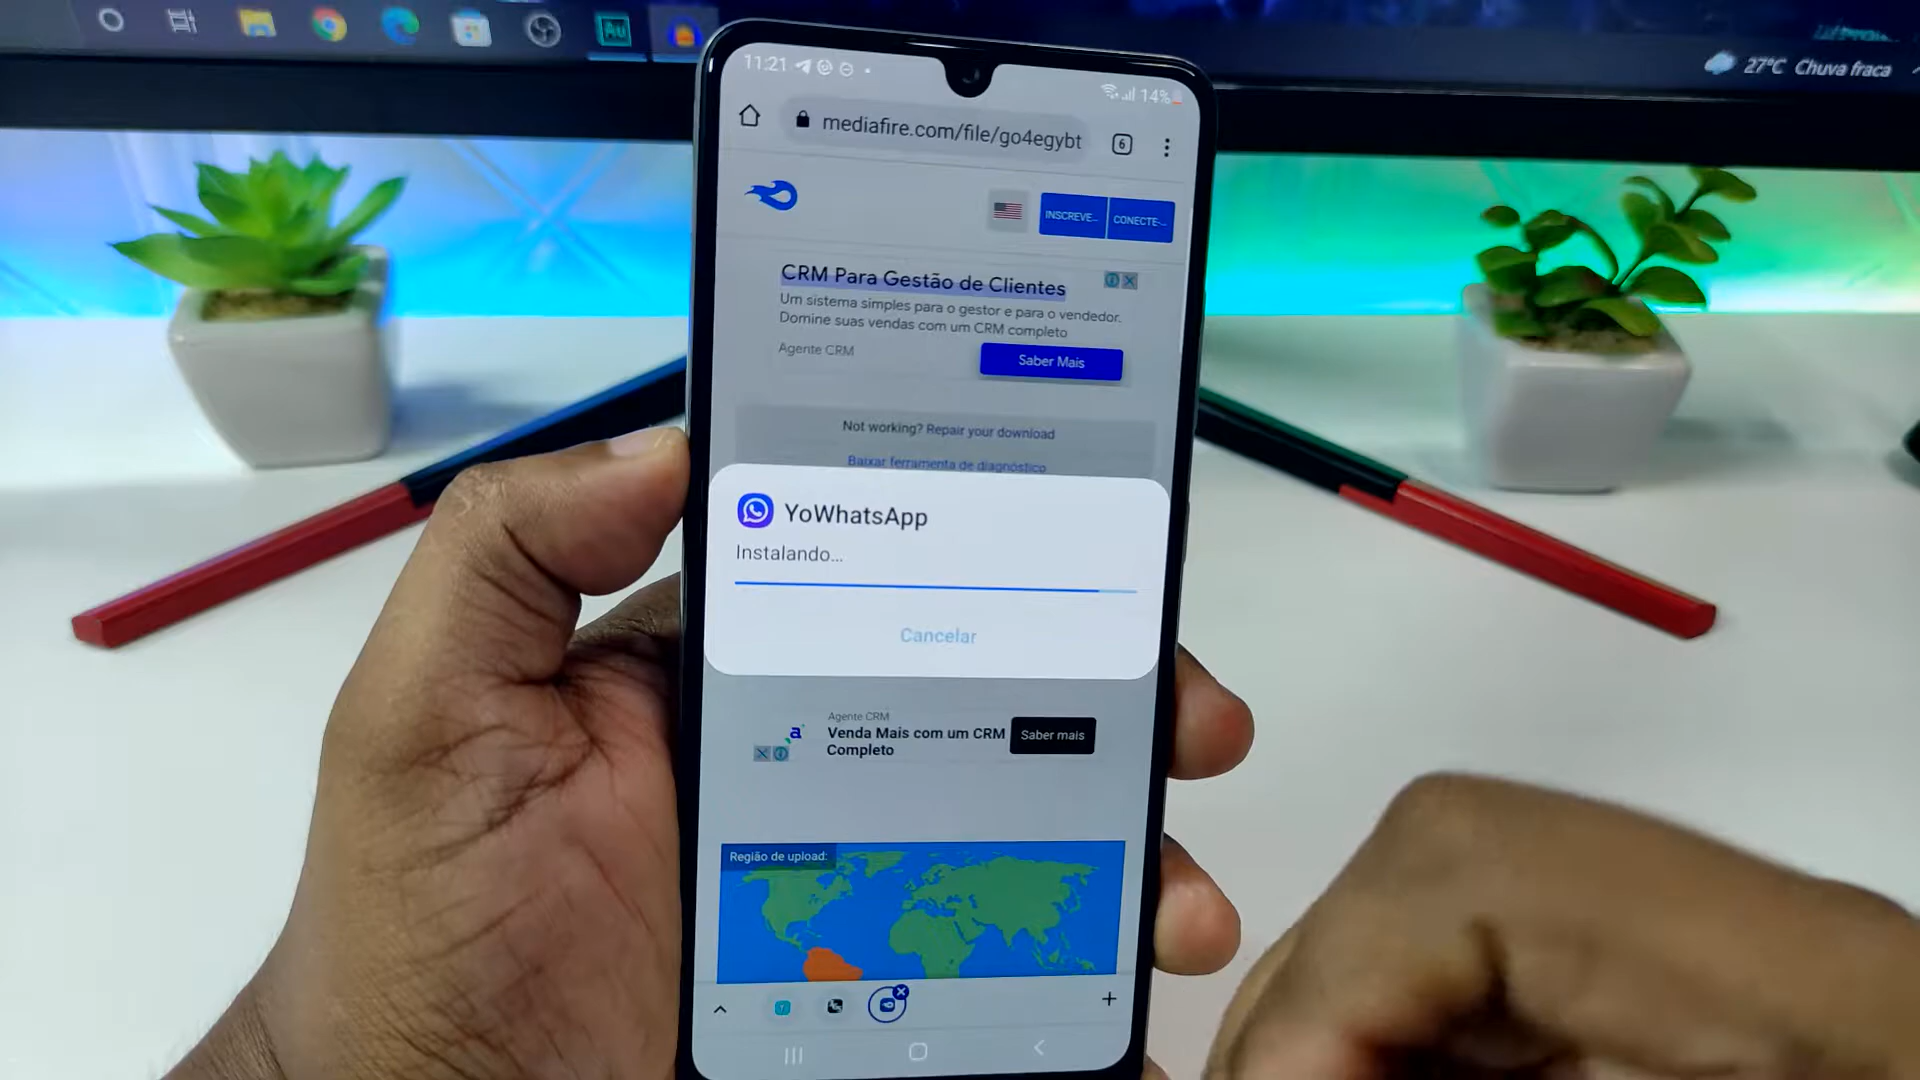 Au
27°C Chuva fraca
11:21
14%
mediafire.com/file/go4egybt
6
INSCREVE...
CONECTE-...
CRM Para Gestão de Clientes
Um sistema simples para o gestor e para o vendedor.
Domine suas vendas com um CRM completo
Agente CRM
Saber Mais
Not working? Repair your download
Baixar ferramenta de diagnóstico
YoWhatsApp
Instalando...
Cancelar
Agente CRM
Venda Mais com um CRM
Completo
Saber mais
a
Região de upload: